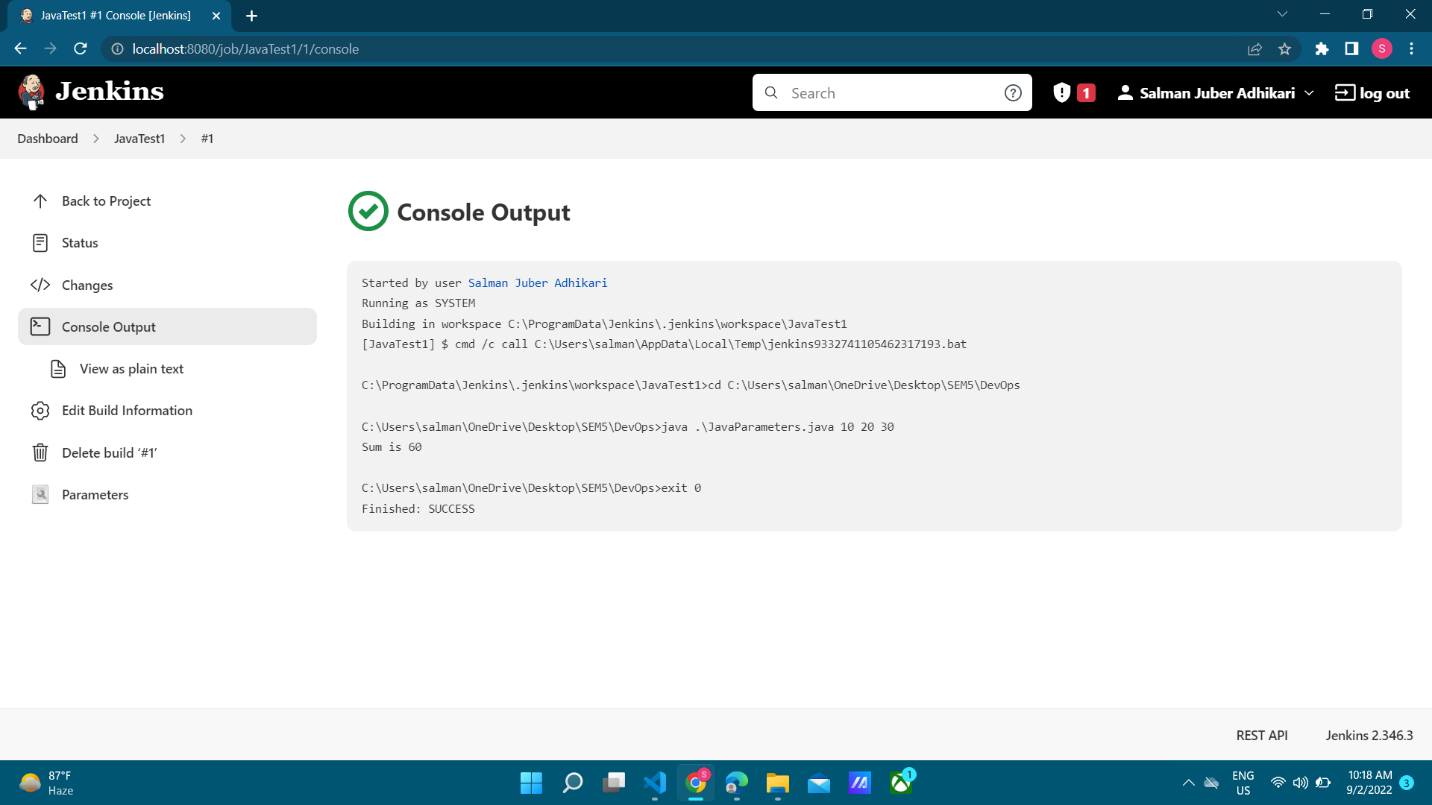 JavaTest1 #1 Console [Jenkins]
localhost:8080/job/JavaTest1/1/console
S
Jenkins
Search
1
Salman Juber Adhikari
log out
Dashboard
JavaTest1
#1
Back to Project
Status
Changes
Console Output
View as plain text
Edit Build Information
Delete build ‘#1’
Parameters
Console Output
Started by user Salman Juber Adhikari
Running as SYSTEM
Building in workspace C:\ProgramData\Jenkins\.jenkins\workspace\JavaTest1
[JavaTest1] $ cmd /c call C:\Users\salman\AppData\Local\Temp\jenkins9332741105462317193.bat
C:\ProgramData\Jenkins\.jenkins\workspace\JavaTest1>cd C:\Users\salman\OneDrive\Desktop\SEM5\DevOps
C:\Users\salman\OneDrive\Desktop\SEM5\DevOps>java .\JavaParameters.java 10 20 30
Sum is 60
C:\Users\salman\OneDrive\Desktop\SEM5\DevOps>exit 0
Finished: SUCCESS
REST API
Jenkins 2.346.3
87°F
Haze
S
1
ENG
US
10:18 AM
9/2/2022
3